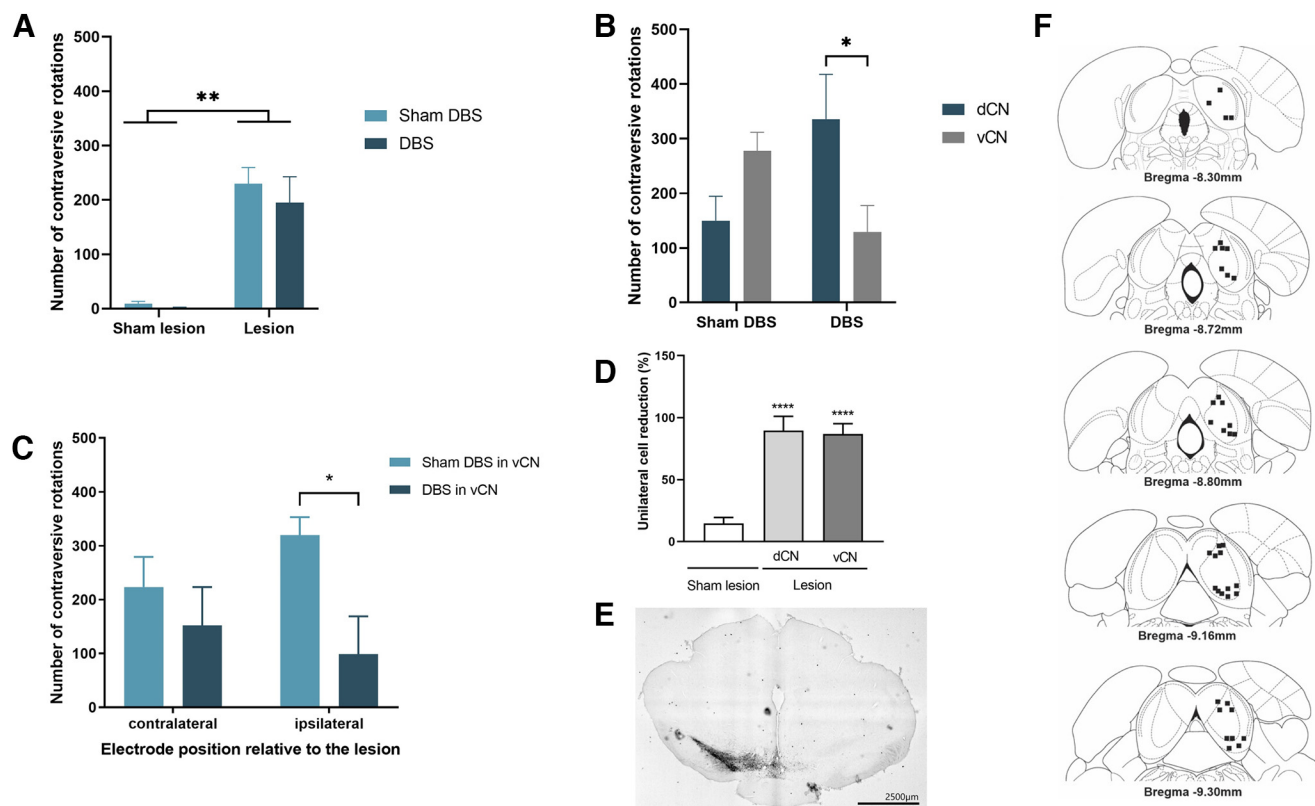 A
Number of contraversive rotations
500
400
300
200
100
0
**
Sham lesion
Lesion
Sham DBS
DBS
B
Number of contraversive rotations
500
400
300
200
100
0
*
Sham DBS
DBS
dCN
vCN
C
Number of contraversive rotations
500
400
300
200
100
0
*
contralateral
ipsilateral
Electrode position relative to the lesion
Sham DBS in vCN
DBS in vCN
D
Unilateral cell reduction (%)
150
100
50
0
****
****
dCN
vCN
Sham lesion
Lesion
E
2500µm
F
Bregma -8.30mm
Bregma -8.72mm
Bregma -8.80mm
Bregma -9.16mm
Bregma -9.30mm